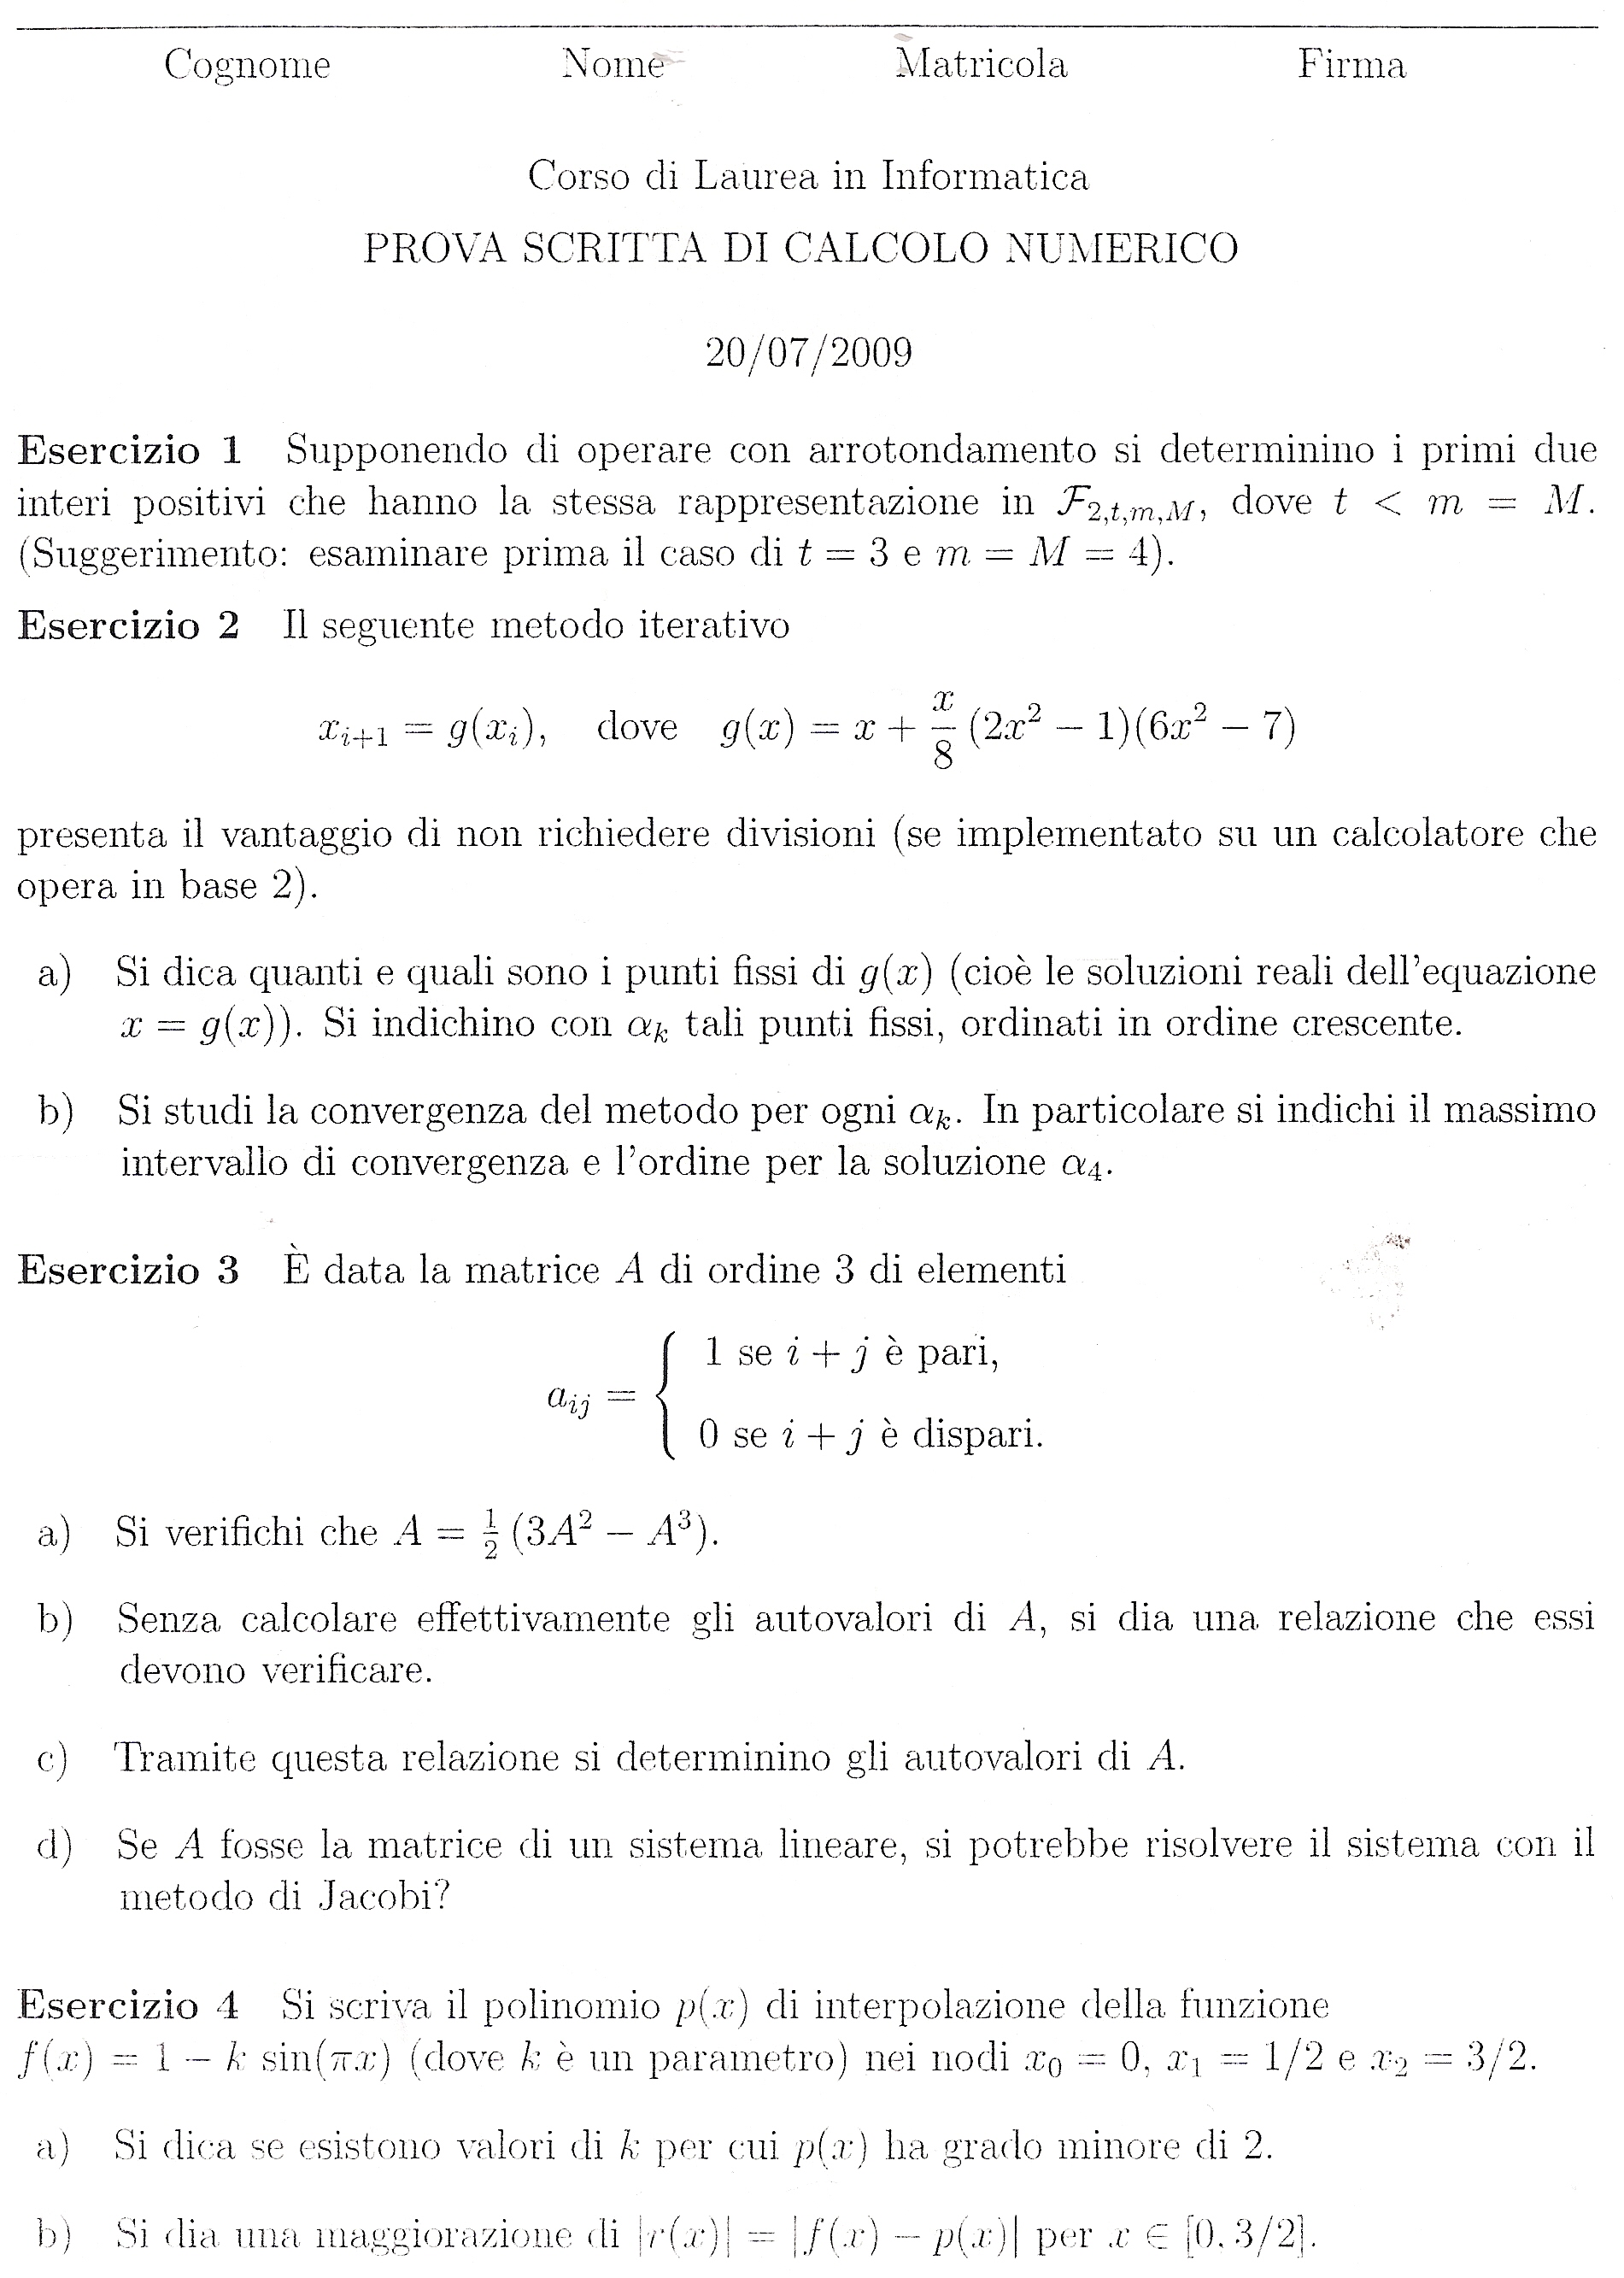 Cognome Nome Matricola Firma
Corso di Laurea in Informatica
PROVA SCRITTA DI CALCOLO NUMERICO
20/07/2009
Esercizio 1 Supponendo di operare con arrotondamento si determinino i primi due
interi positivi che hanno la stessa rappresentazione in $\mathcal{F}_{2,t,m,M}$, dove $t < m = M$.
(Suggerimento: esaminare prima il caso di $t = 3$ e $m = M = 4$).
Esercizio 2 Il seguente metodo iterativo
$x_{i+1} = g(x_i)$, dove $g(x) = x + \frac{x}{8}(2x^2 - 1)(6x^2 - 7)$
presenta il vantaggio di non richiedere divisioni (se implementato su un calcolatore che
opera in base 2).
a) Si dica quanti e quali sono i punti fissi di $g(x)$ (cioè le soluzioni reali dell'equazione
$x = g(x)$). Si indichino con $\alpha_k$ tali punti fissi, ordinati in ordine crescente.
b) Si studi la convergenza del metodo per ogni $\alpha_k$. In particolare si indichi il massimo
intervallo di convergenza e l'ordine per la soluzione $\alpha_4$.
Esercizio 3 È data la matrice $A$ di ordine 3 di elementi
$a_{ij} = \begin{cases} 1 \text{ se } i + j \text{ è pari,} \\ 0 \text{ se } i + j \text{ è dispari.} \end{cases}$
a) Si verifichi che $A = \frac{1}{2}(3A^2 - A^3)$.
b) Senza calcolare effettivamente gli autovalori di $A$, si dia una relazione che essi
devono verificare.
c) Tramite questa relazione si determinino gli autovalori di $A$.
d) Se $A$ fosse la matrice di un sistema lineare, si potrebbe risolvere il sistema con il
metodo di Jacobi?
Esercizio 4 Si scriva il polinomio $p(x)$ di interpolazione della funzione
$f(x) = 1 - k \sin(\pi x)$ (dove $k$ è un parametro) nei nodi $x_0 = 0$, $x_1 = 1/2$ e $x_2 = 3/2$.
a) Si dica se esistono valori di $k$ per cui $p(x)$ ha grado minore di 2.
b) Si dia una maggiorazione di $|r(x)| = |f(x) - p(x)|$ per $x \in [0, 3/2]$.